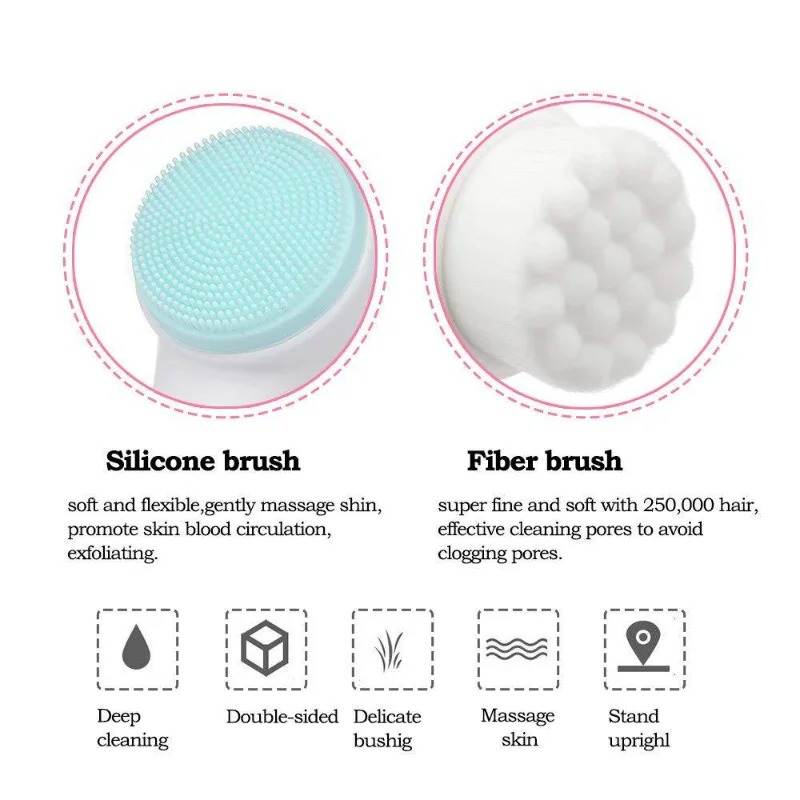 Silicone brush
soft and flexible,gently massage shin,
promote skin blood circulation,
exfoliating.
Fiber brush
super fine and soft with 250,000 hair,
effective cleaning pores to avoid
clogging pores.
Deep
cleaning
Double-sided
Delicate
bushig
Massage
skin
Stand
uprighl